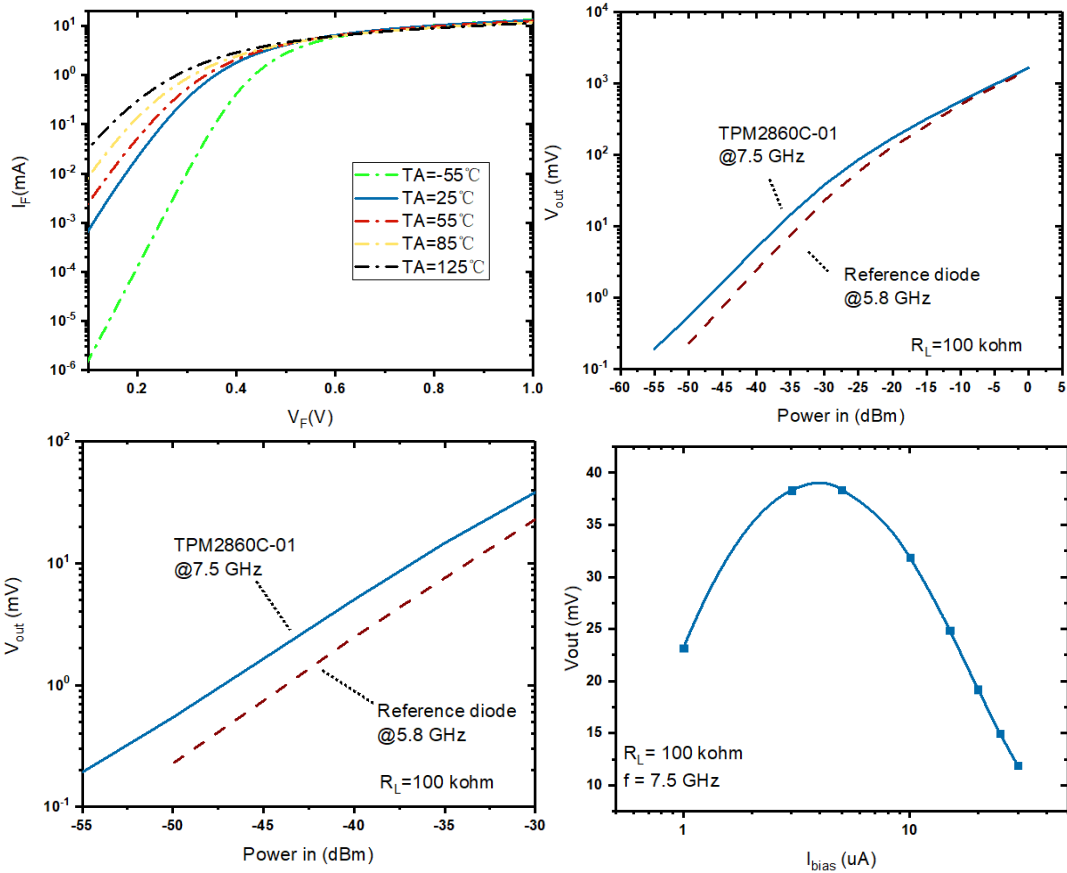 10⁴
10¹
10⁰
10⁻¹
10⁻²
10⁻³
10⁻⁴
10⁻⁵
10⁻⁶
I_F(mA)
TA=-55℃
TA=25℃
TA=55℃
TA=85℃
TA=125℃
0.2 0.4 0.6 0.8 1.0
V_F(V)
10⁴
10³
10²
10¹
10⁰
10⁻¹
V_out (mV)
TPM2860C-01
@7.5 GHz
Reference diode
@5.8 GHz
R_L=100 kohm
-60 -55 -50 -45 -40 -35 -30 -25 -20 -15 -10 -5 0 5
Power in (dBm)
10²
10¹
10⁰
10⁻¹
V_out (mV)
TPM2860C-01
@7.5 GHz
Reference diode
@5.8 GHz
R_L=100 kohm
-55 -50 -45 -40 -35 -30
Power in (dBm)
40
35
30
25
20
15
10
Vout (mV)
R_L= 100 kohm
f = 7.5 GHz
1 10
I_bias (uA)